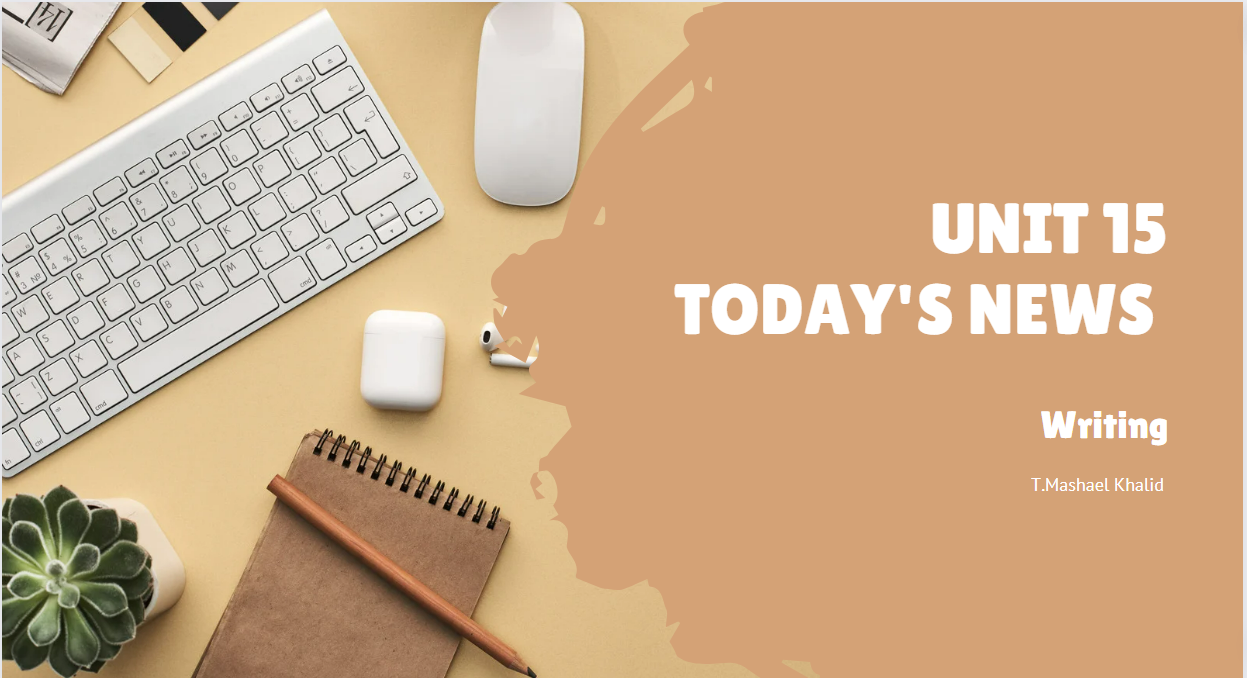 UNIT 15
TODAY'S NEWS
Writing
T.Mashael Khalid